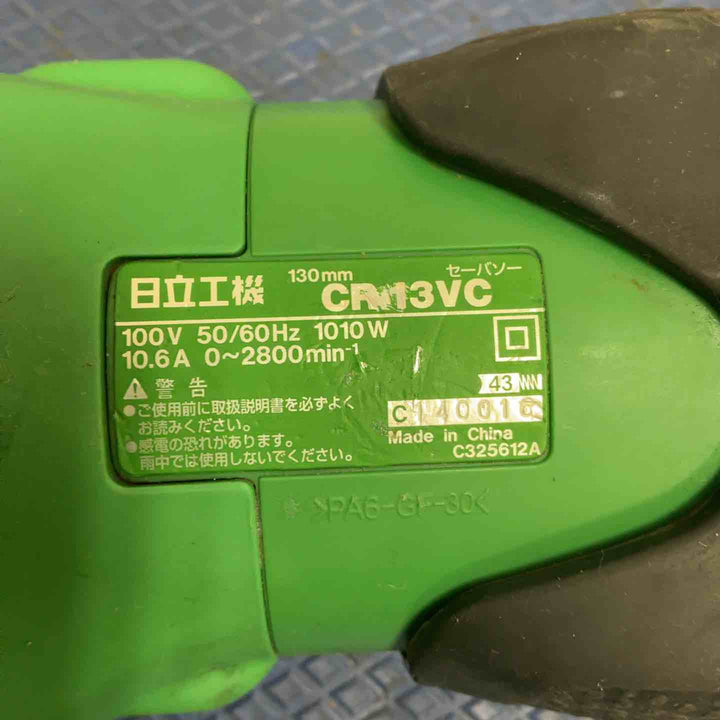 130mm セーバソー
日立工機 CR 13VC
100V 50/60Hz 1010W
10.6A 0～2800min-1
警告
●ご使用前に取扱説明書を必ずよく
お読みください。
●感電の恐れがあります。
雨中では使用しないでください。
43
C140016
Made in China
C325612A
>PA6-GF-30<